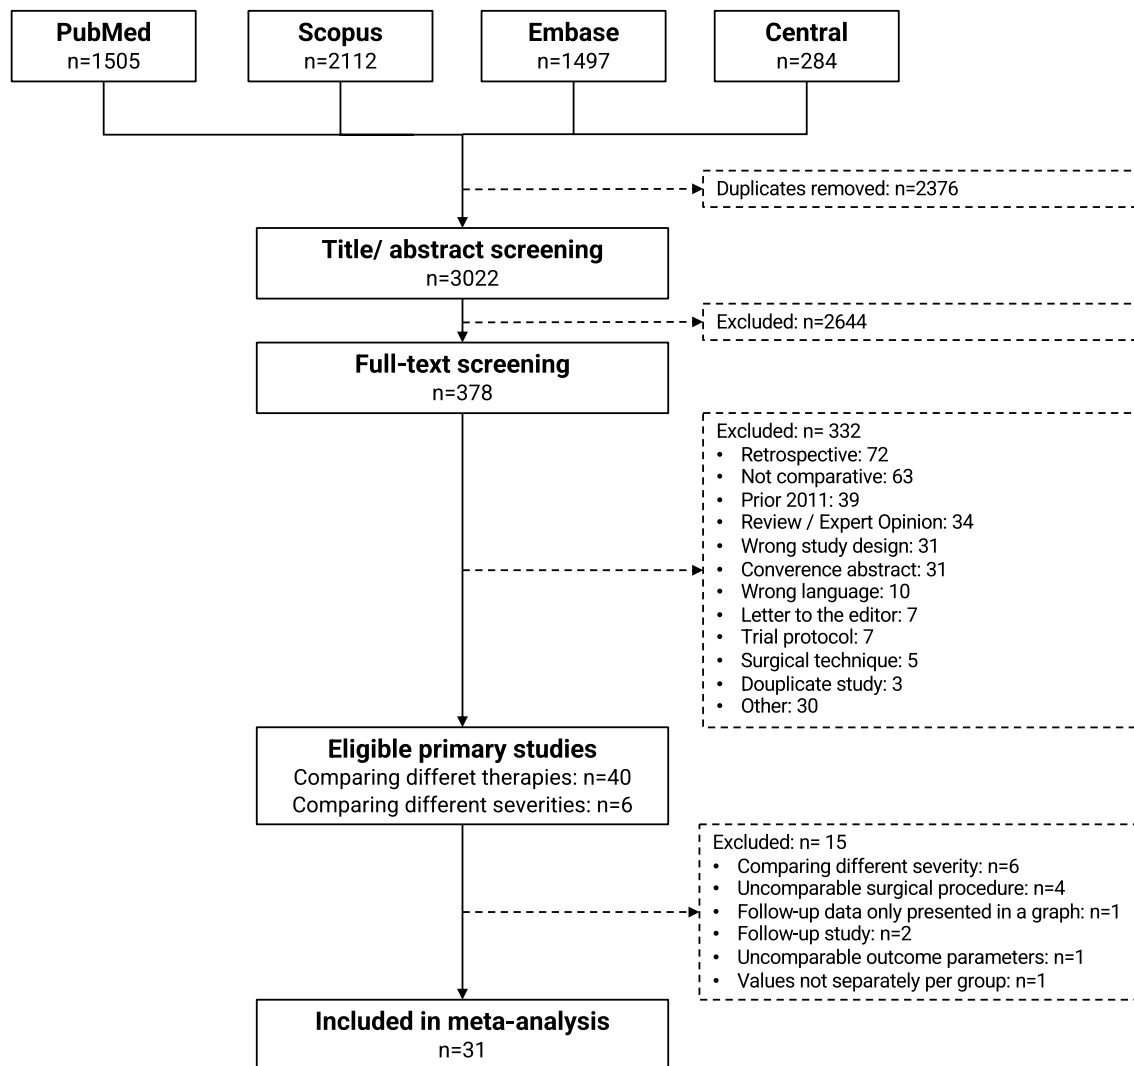 PubMed
n=1505
Scopus
n=2112
Embase
n=1497
Central
n=284
Duplicates removed: n=2376
Title/ abstract screening
n=3022
Excluded: n=2644
Full-text screening
n=378
Excluded: n= 332
• Retrospective: 72
• Not comparative: 63
• Prior 2011: 39
• Review / Expert Opinion: 34
• Wrong study design: 31
• Converence abstract: 31
• Wrong language: 10
• Letter to the editor: 7
• Trial protocol: 7
• Surgical technique: 5
• Douplicate study: 3
• Other: 30
Eligible primary studies
Comparing differet therapies: n=40
Comparing different severities: n=6
Excluded: n= 15
• Comparing different severity: n=6
• Uncomparable surgical procedure: n=4
• Follow-up data only presented in a graph: n=1
• Follow-up study: n=2
• Uncomparable outcome parameters: n=1
• Values not separately per group: n=1
Included in meta-analysis
n=31